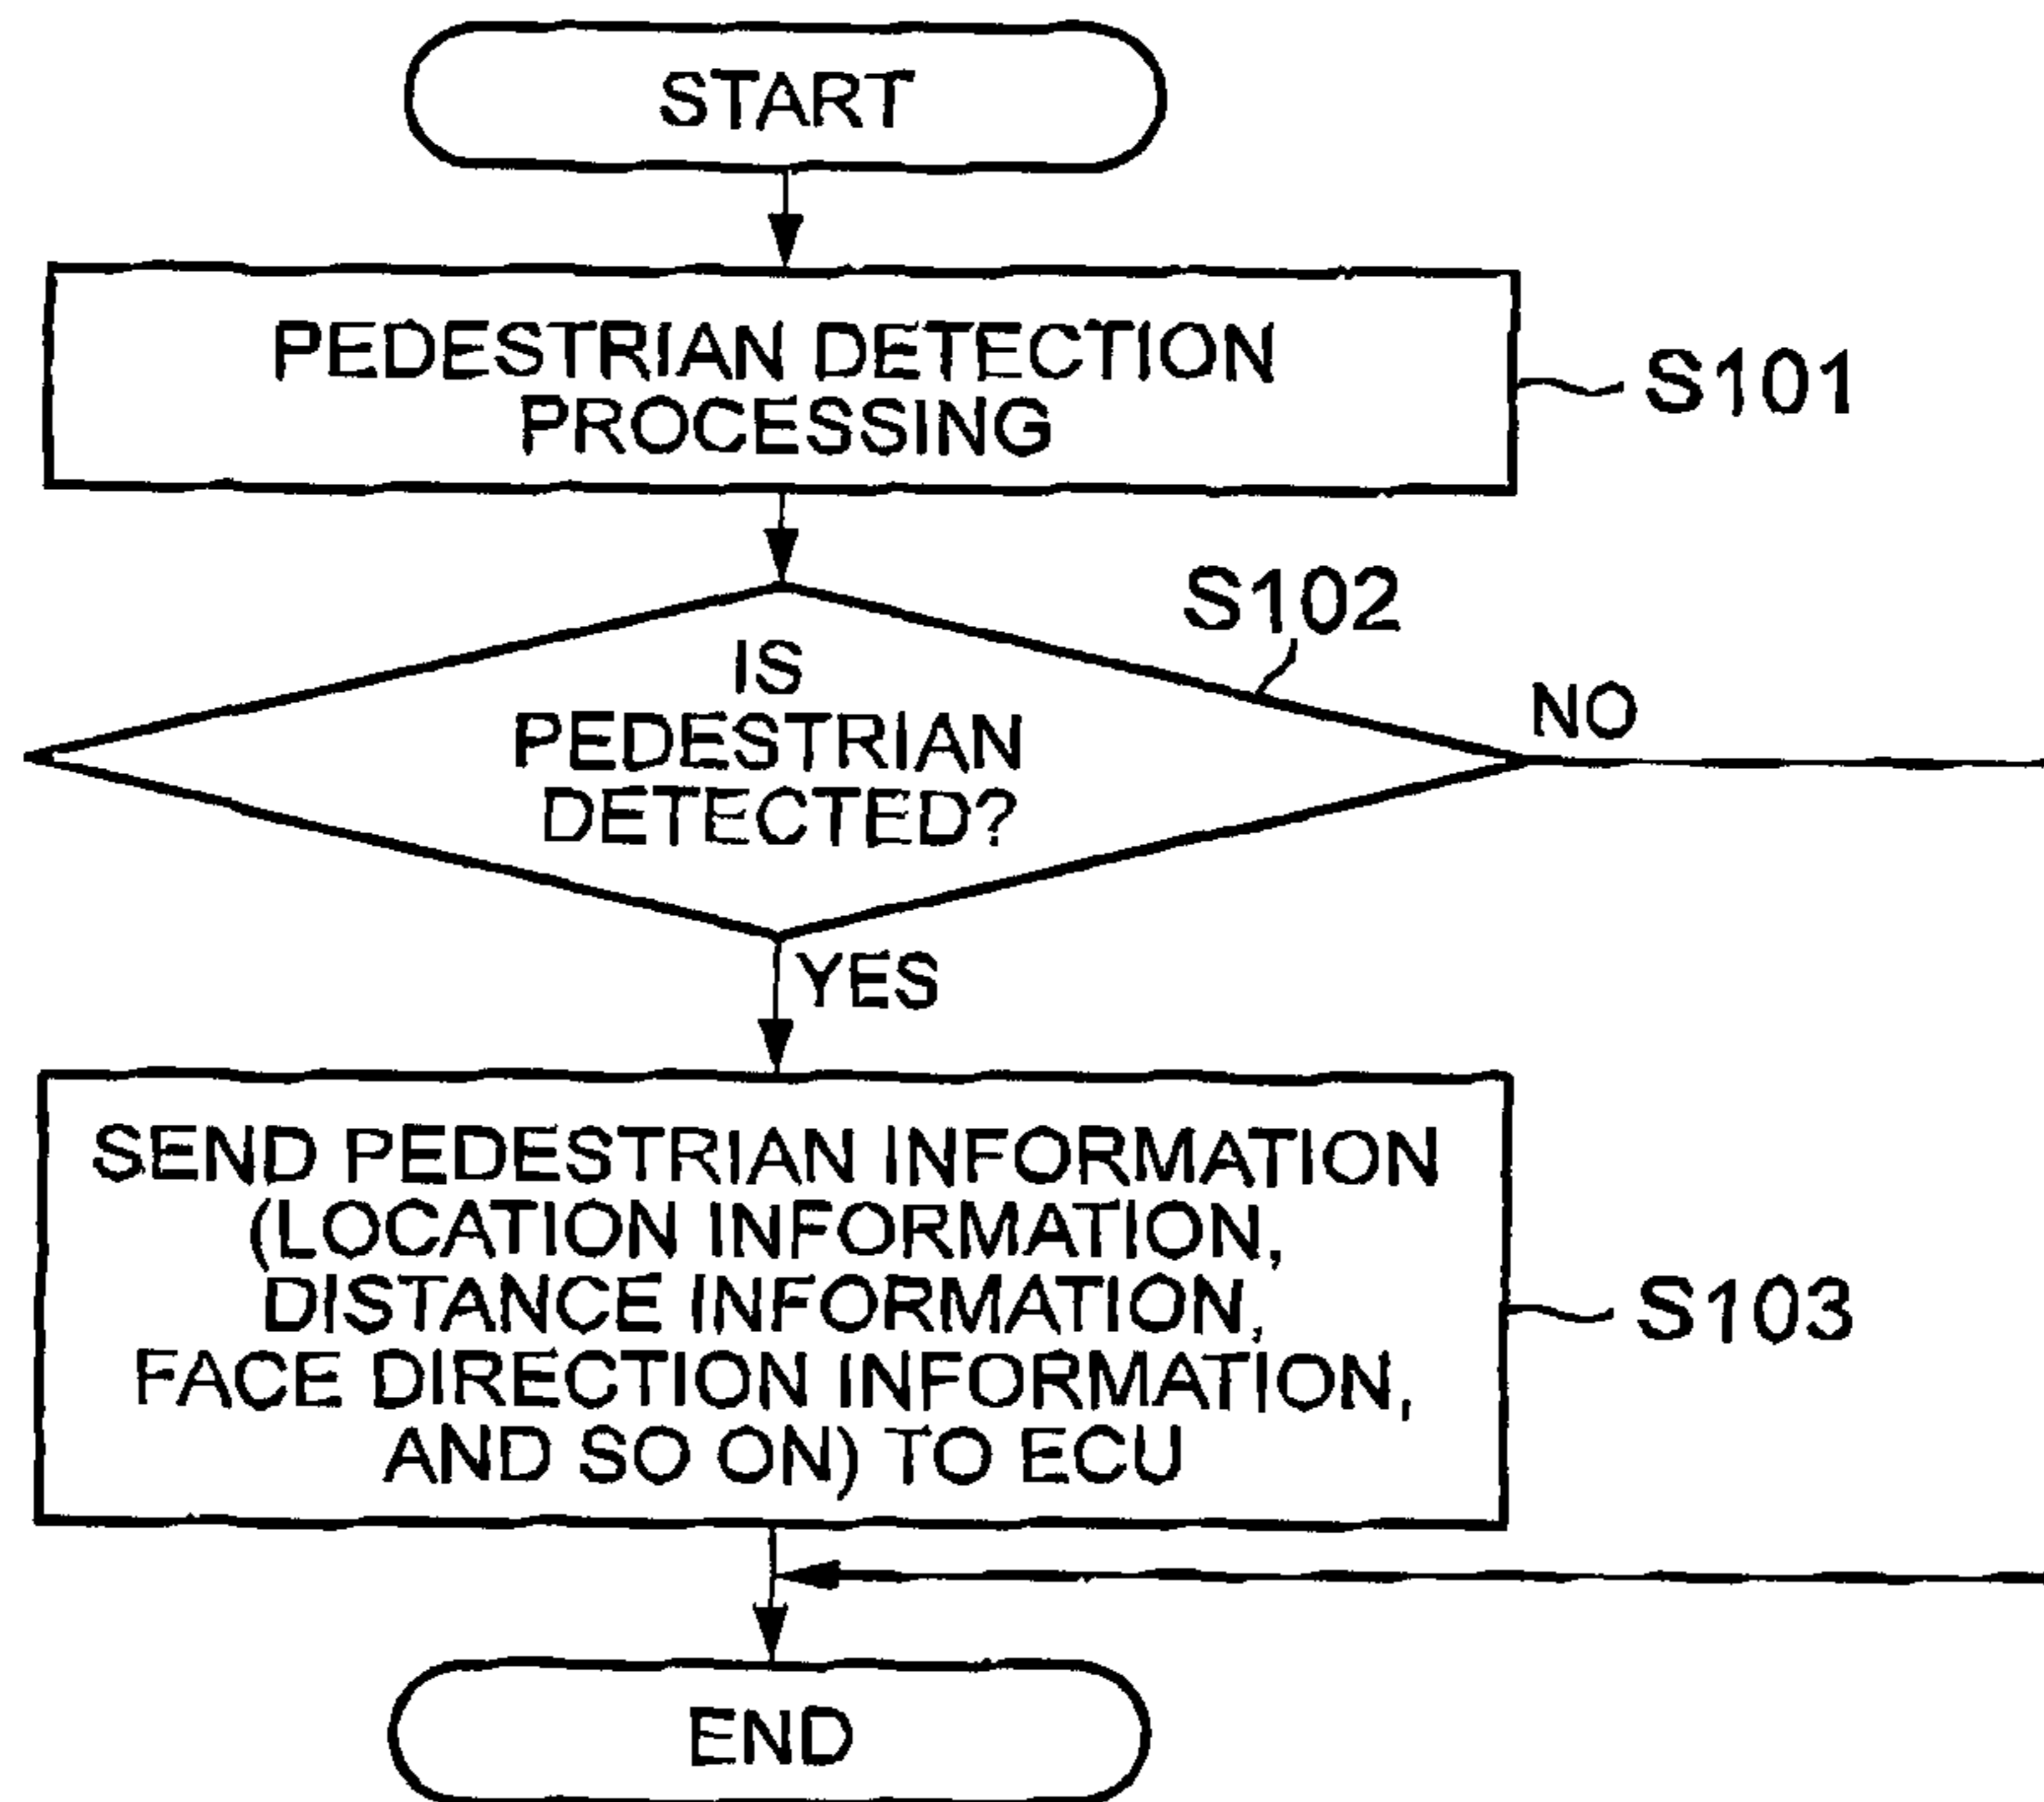 START
PEDESTRIAN DETECTION
PROCESSING
S101
S102
IS
PEDESTRIAN
DETECTED?
NO
YES
SEND PEDESTRIAN INFORMATION
(LOCATION INFORMATION,
DISTANCE INFORMATION,
FACE DIRECTION INFORMATION,
AND SO ON) TO ECU
S103
END